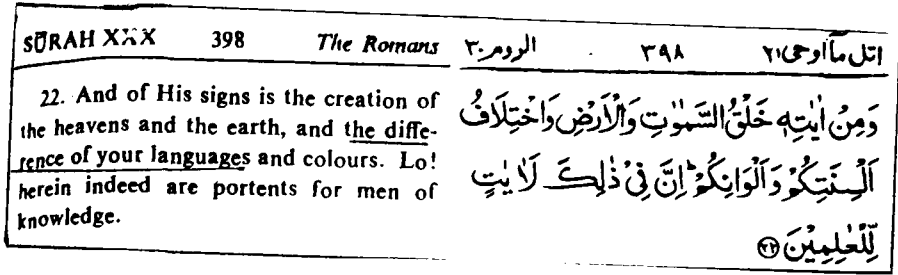 SŪRAH XXX 398 The Romans الروم ٣٠ ٣٩٨ اتل مآ اوحى ٢١
22. And of His signs is the creation of
the heavens and the earth, and the diffe-
rence of your languages and colours. Lo!
herein indeed are portents for men of
knowledge.
وَمِنْ اٰيٰتِهٖ خَلْقُ السَّمٰوٰتِ وَالْاَرْضِ وَاخْتِلَافُ
اَلْسِنَتِكُمْ وَاَلْوَانِكُمْ ؕ اِنَّ فِيْ ذٰلِكَ لَاٰيٰتٍ
لِّلْعٰلِمِيْنَ ۝٢٢